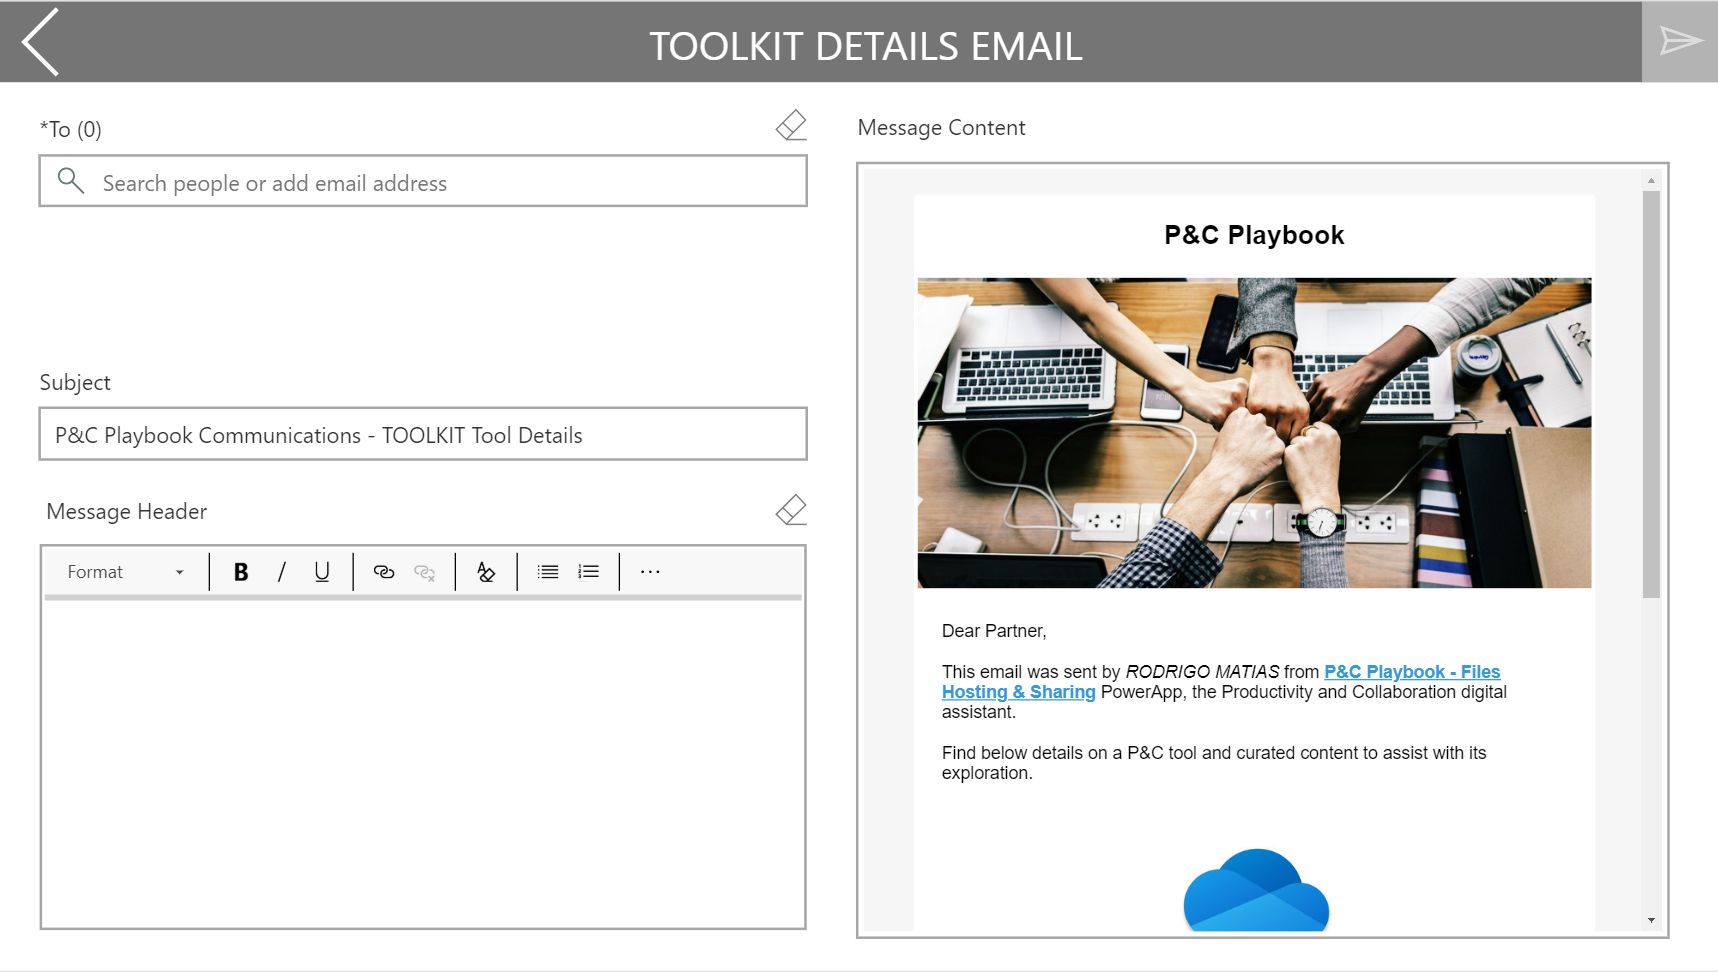 TOOLKIT DETAILS EMAIL
*To (0)
Search people or add email address
Subject
P&C Playbook Communications - TOOLKIT Tool Details
Message Header
Format
B / U
Message Content
P&C Playbook
Dear Partner,
This email was sent by RODRIGO MATIAS from P&C Playbook - Files
Hosting & Sharing PowerApp, the Productivity and Collaboration digital
assistant.
Find below details on a P&C tool and curated content to assist with its
exploration.